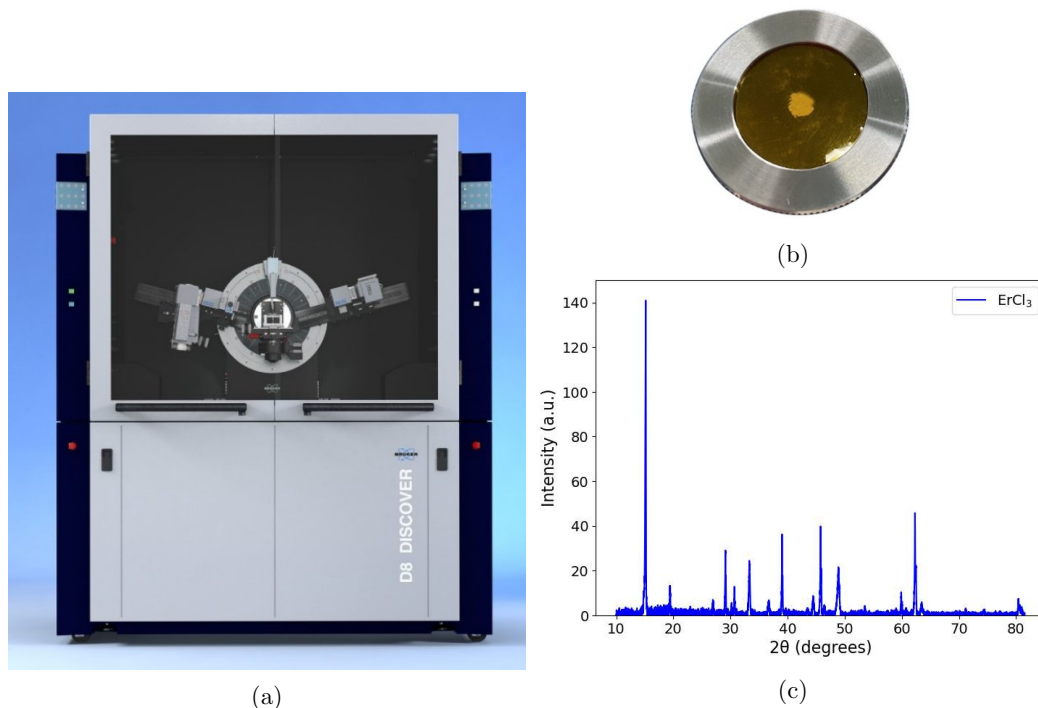 BRUKER
D8 DISCOVER
(a)
(b)
Intensity (a.u.)
140
120
100
80
60
40
20
0
ErCl₃
10 20 30 40 50 60 70 80
2θ (degrees)
(c)